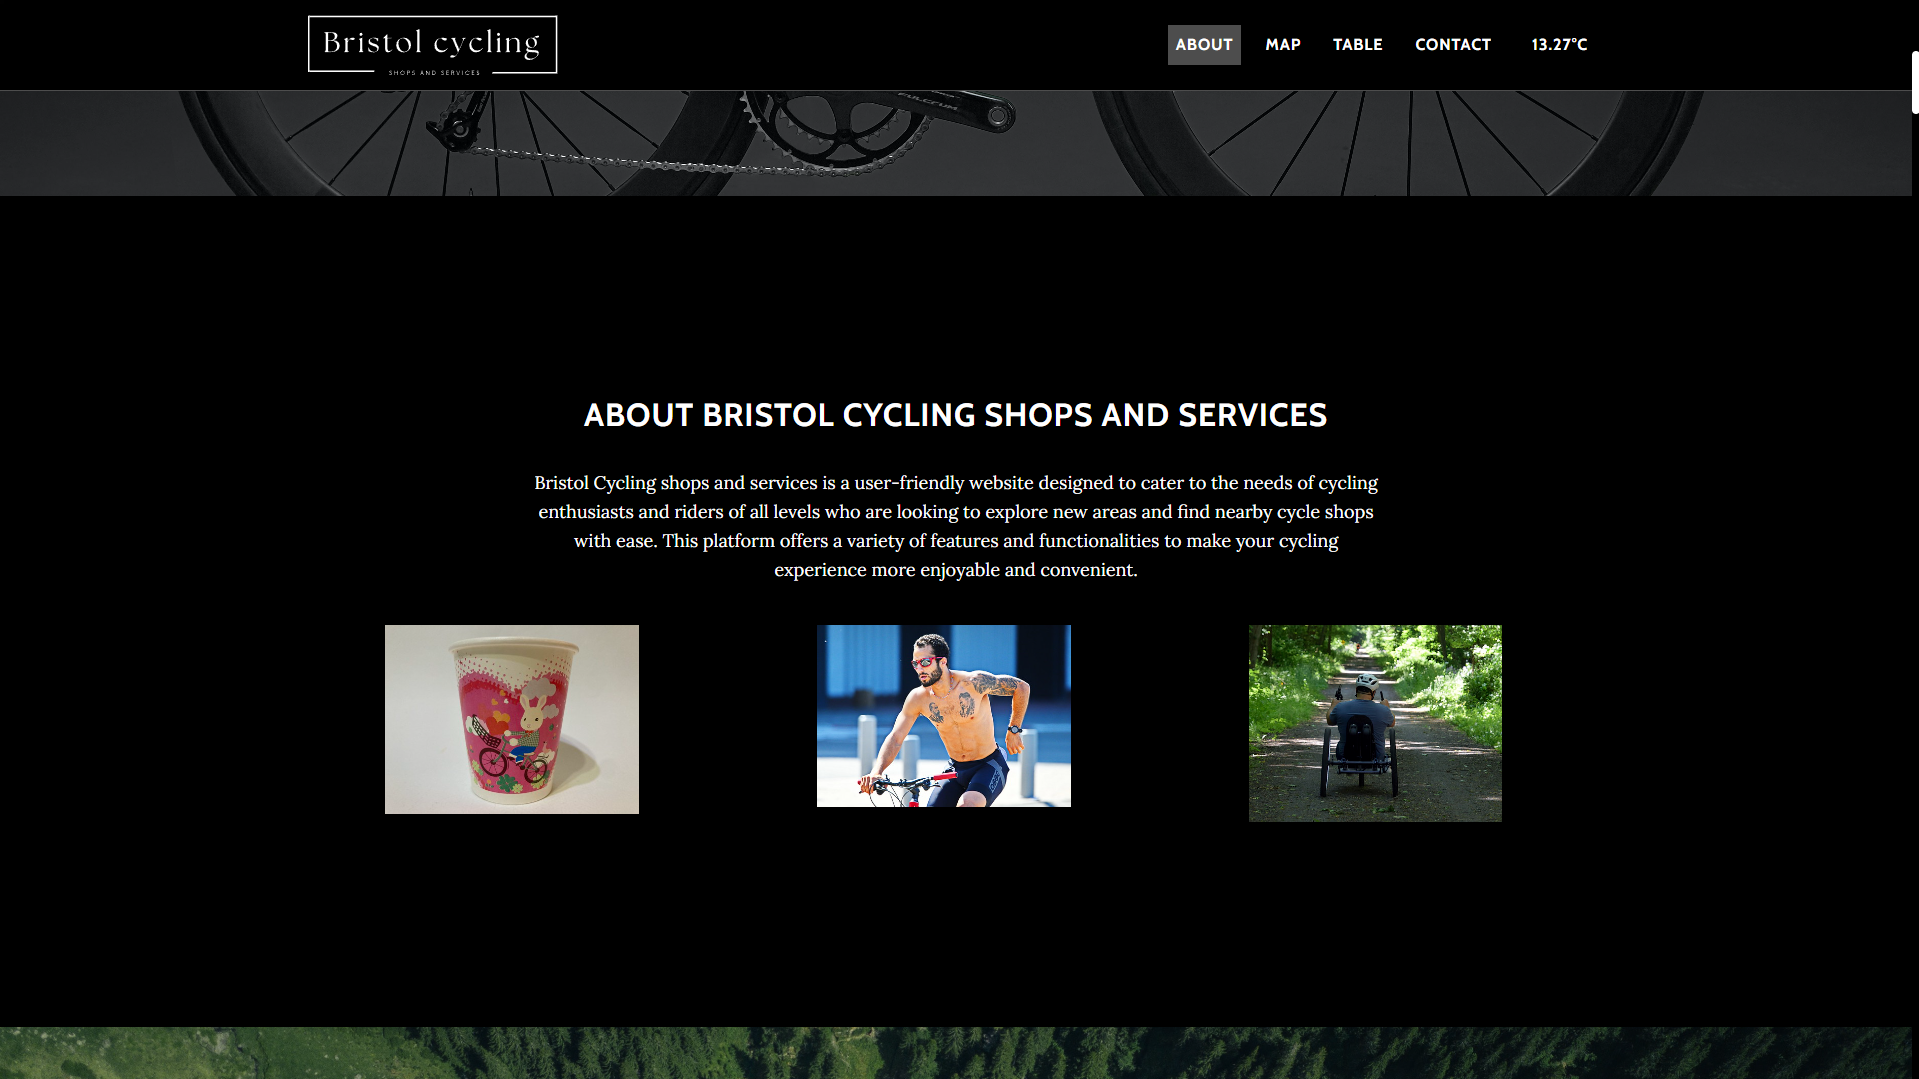 Bristol cycling
SHOPS AND SERVICES
ABOUT MAP TABLE CONTACT 13.27°C
FULCRUM
ABOUT BRISTOL CYCLING SHOPS AND SERVICES
Bristol Cycling shops and services is a user-friendly website designed to cater to the needs of cycling
enthusiasts and riders of all levels who are looking to explore new areas and find nearby cycle shops
with ease. This platform offers a variety of features and functionalities to make your cycling
experience more enjoyable and convenient.